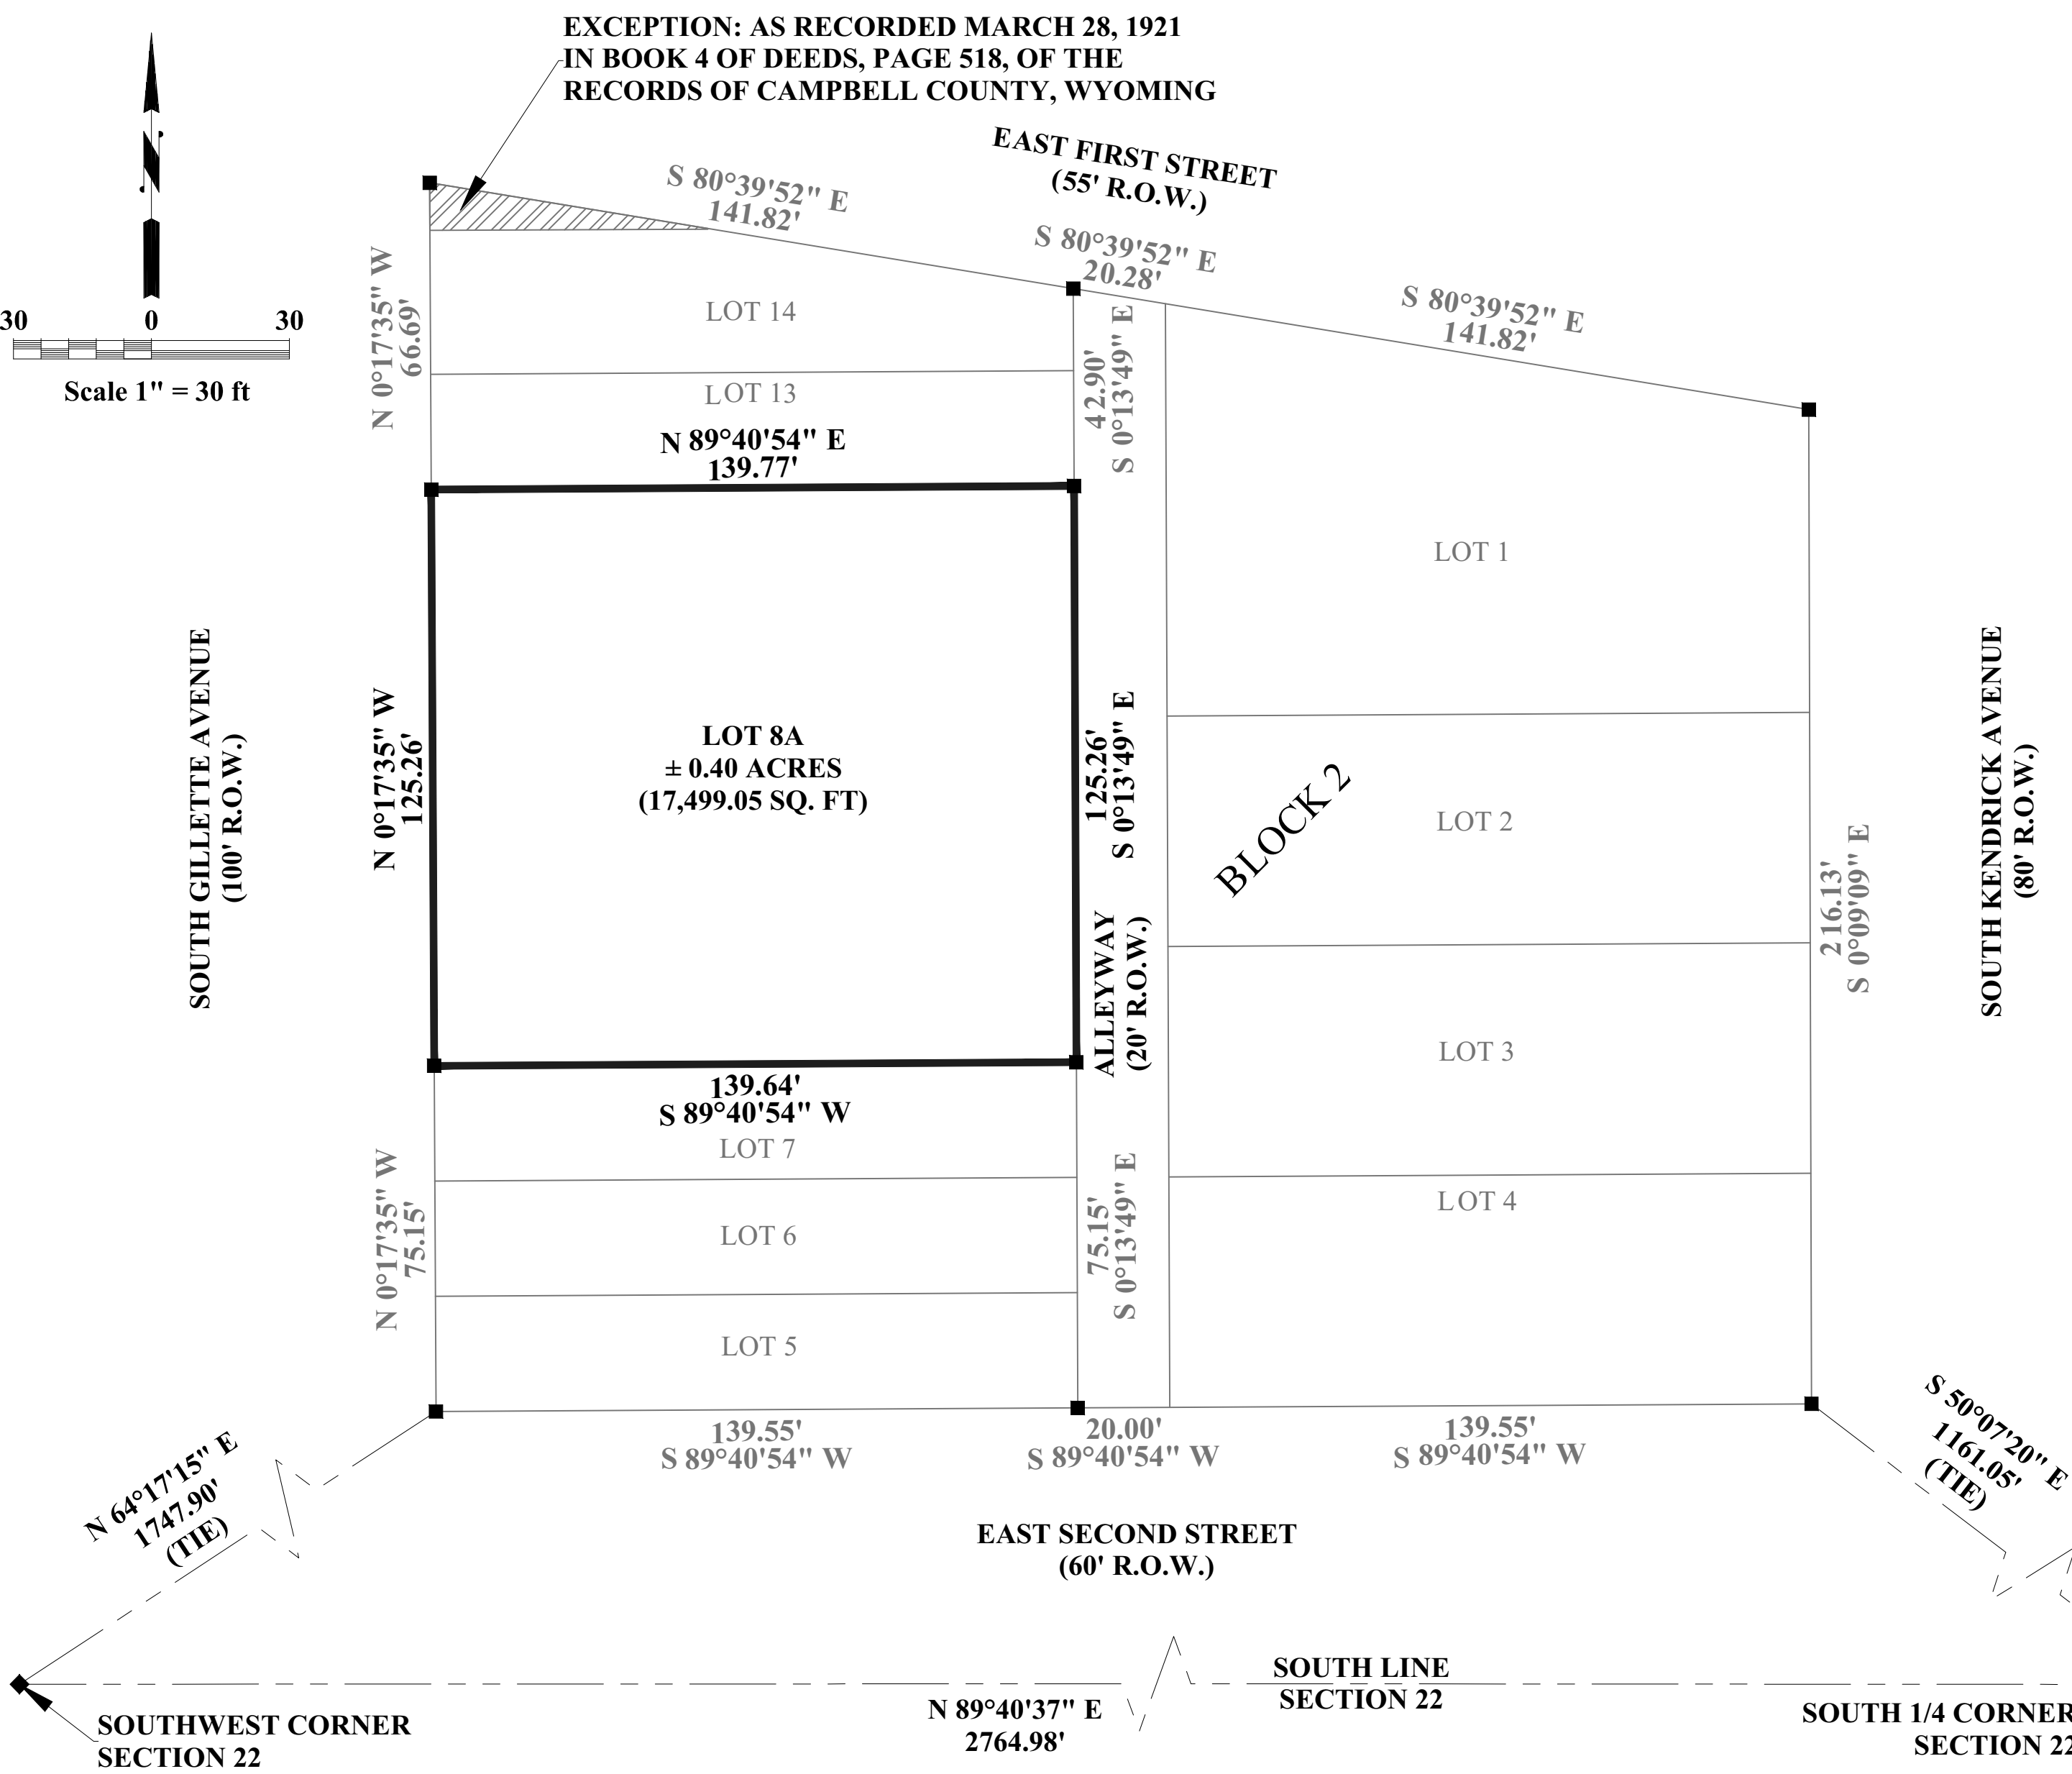 EXCEPTION: AS RECORDED MARCH 28, 1921
IN BOOK 4 OF DEEDS, PAGE 518, OF THE
RECORDS OF CAMPBELL COUNTY, WYOMING
EAST FIRST STREET
(55' R.O.W.)
S 80°39'52" E
141.82'
S 80°39'52" E
20.28'
S 80°39'52" E
141.82'
N
30 0 30
Scale 1" = 30 ft
N 0°17'35" W
66.69'
LOT 14
LOT 13
42.90'
S 0°13'49" E
N 89°40'54" E
139.77'
LOT 1
SOUTH GILLETTE AVENUE
(100' R.O.W.)
N 0°17'35" W
125.26'
LOT 8A
± 0.40 ACRES
(17,499.05 SQ. FT)
125.26'
S 0°13'49" E
BLOCK 2
LOT 2
216.13'
S 0°09'09" E
SOUTH KENDRICK AVENUE
(80' R.O.W.)
ALLEYWAY
(20' R.O.W.)
LOT 3
139.64'
S 89°40'54" W
LOT 7
N 0°17'35" W
75.15'
LOT 6
75.15'
S 0°13'49" E
LOT 4
LOT 5
139.55'
S 89°40'54" W
20.00'
S 89°40'54" W
139.55'
S 89°40'54" W
N 64°17'15" E
1747.90'
(TIE)
S 50°07'20" E
1161.05'
(TIE)
EAST SECOND STREET
(60' R.O.W.)
SOUTH LINE
SECTION 22
N 89°40'37" E
2764.98'
SOUTHWEST CORNER
SECTION 22
SOUTH 1/4 CORNER
SECTION 22